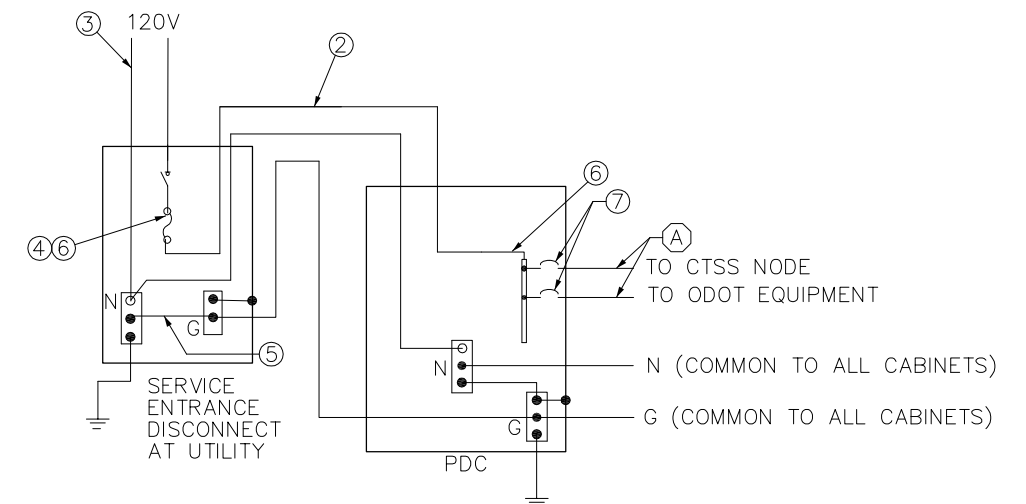 3
120V
2
6
7
4 6
A
TO CTSS NODE
TO ODOT EQUIPMENT
N
G
5
N
N (COMMON TO ALL CABINETS)
SERVICE
ENTRANCE
DISCONNECT
AT UTILITY
G
G (COMMON TO ALL CABINETS)
PDC